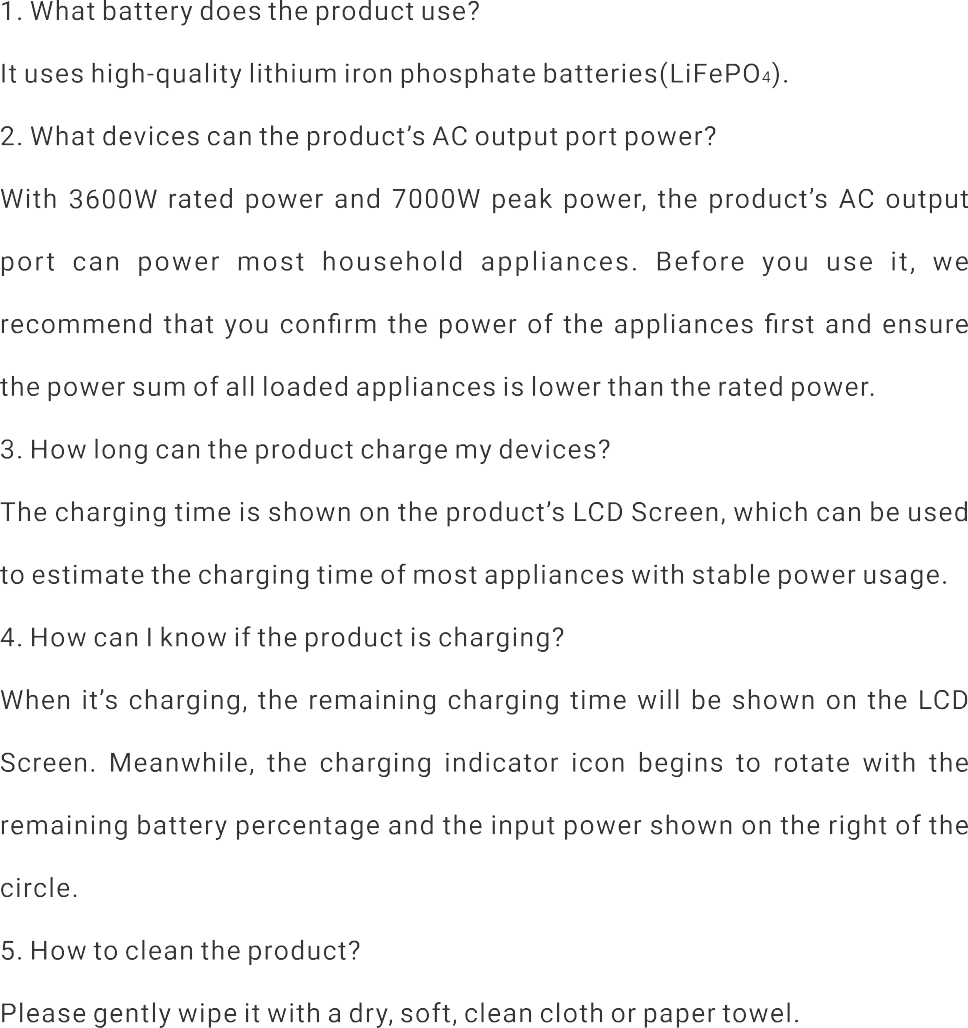 1. What battery does the product use?
It uses high-quality lithium iron phosphate batteries(LiFePO₄).
2. What devices can the product’s AC output port power?
With 3600W rated power and 7000W peak power, the product’s AC output
port can power most household appliances. Before you use it, we
recommend that you confirm the power of the appliances first and ensure
the power sum of all loaded appliances is lower than the rated power.
3. How long can the product charge my devices?
The charging time is shown on the product’s LCD Screen, which can be used
to estimate the charging time of most appliances with stable power usage.
4. How can I know if the product is charging?
When it’s charging, the remaining charging time will be shown on the LCD
Screen. Meanwhile, the charging indicator icon begins to rotate with the
remaining battery percentage and the input power shown on the right of the
circle.
5. How to clean the product?
Please gently wipe it with a dry, soft, clean cloth or paper towel.